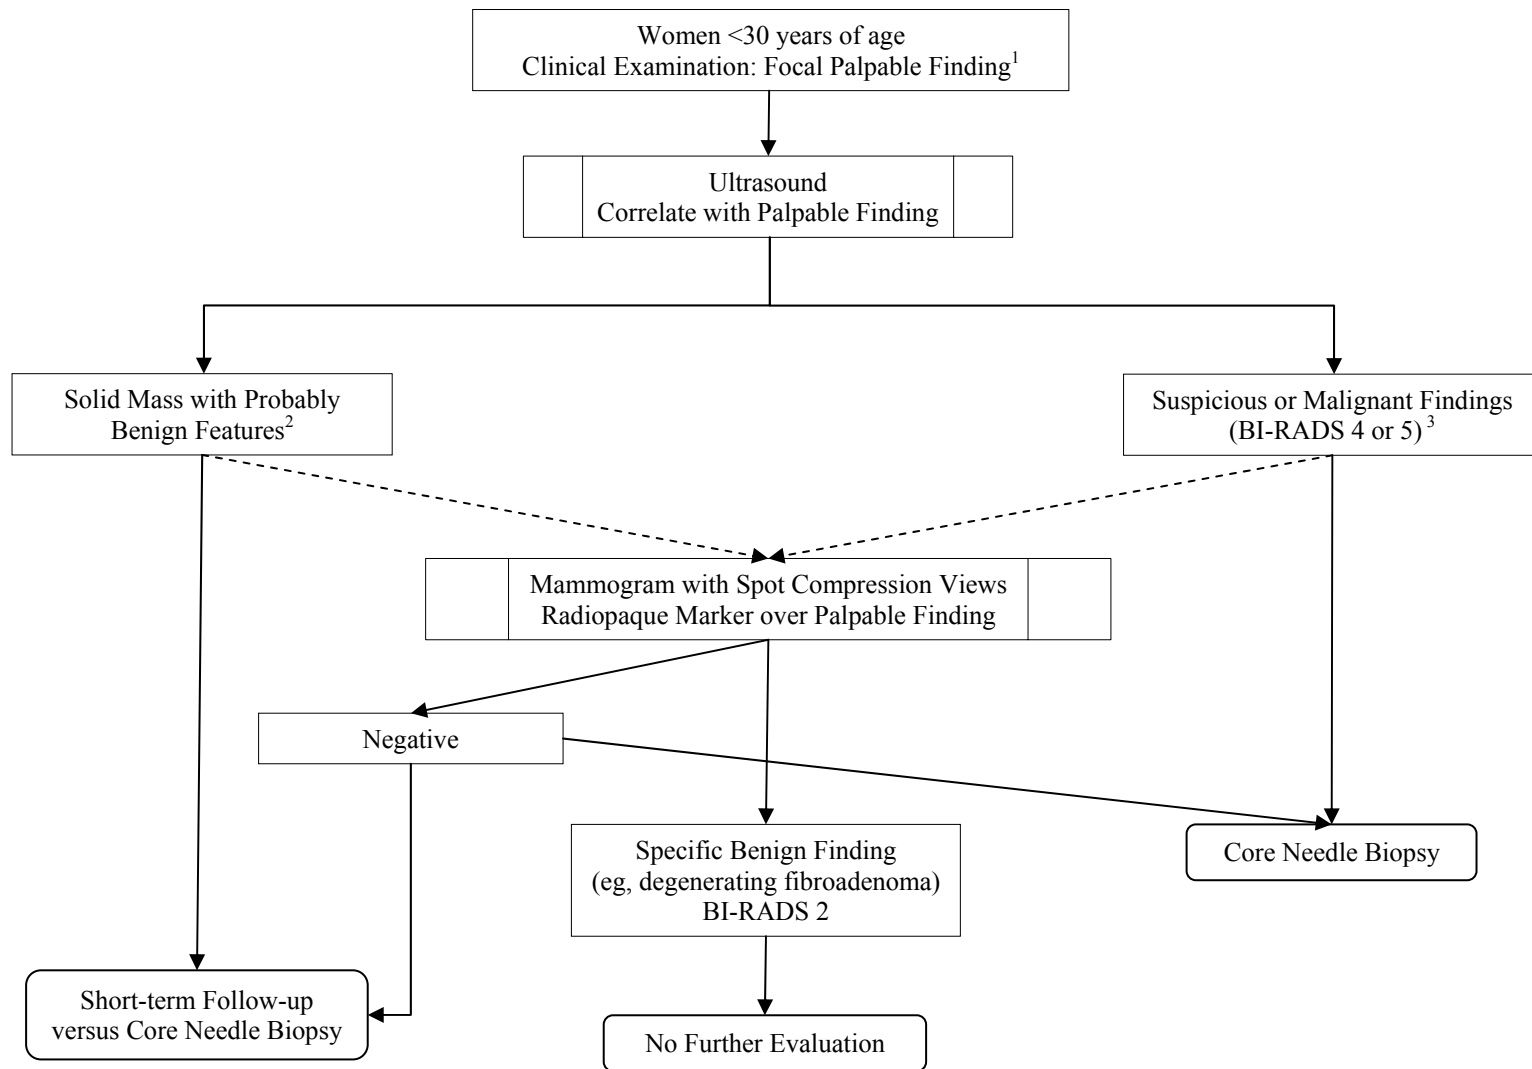 Women <30 years of age
Clinical Examination: Focal Palpable Finding1
Ultrasound
Correlate with Palpable Finding
Solid Mass with Probably
Benign Features2
Suspicious or Malignant Findings
(BI-RADS 4 or 5) 3
Mammogram with Spot Compression Views
Radiopaque Marker over Palpable Finding
Negative
Specific Benign Finding
(eg, degenerating fibroadenoma)
BI-RADS 2
Core Needle Biopsy
Short-term Follow-up
versus Core Needle Biopsy
No Further Evaluation